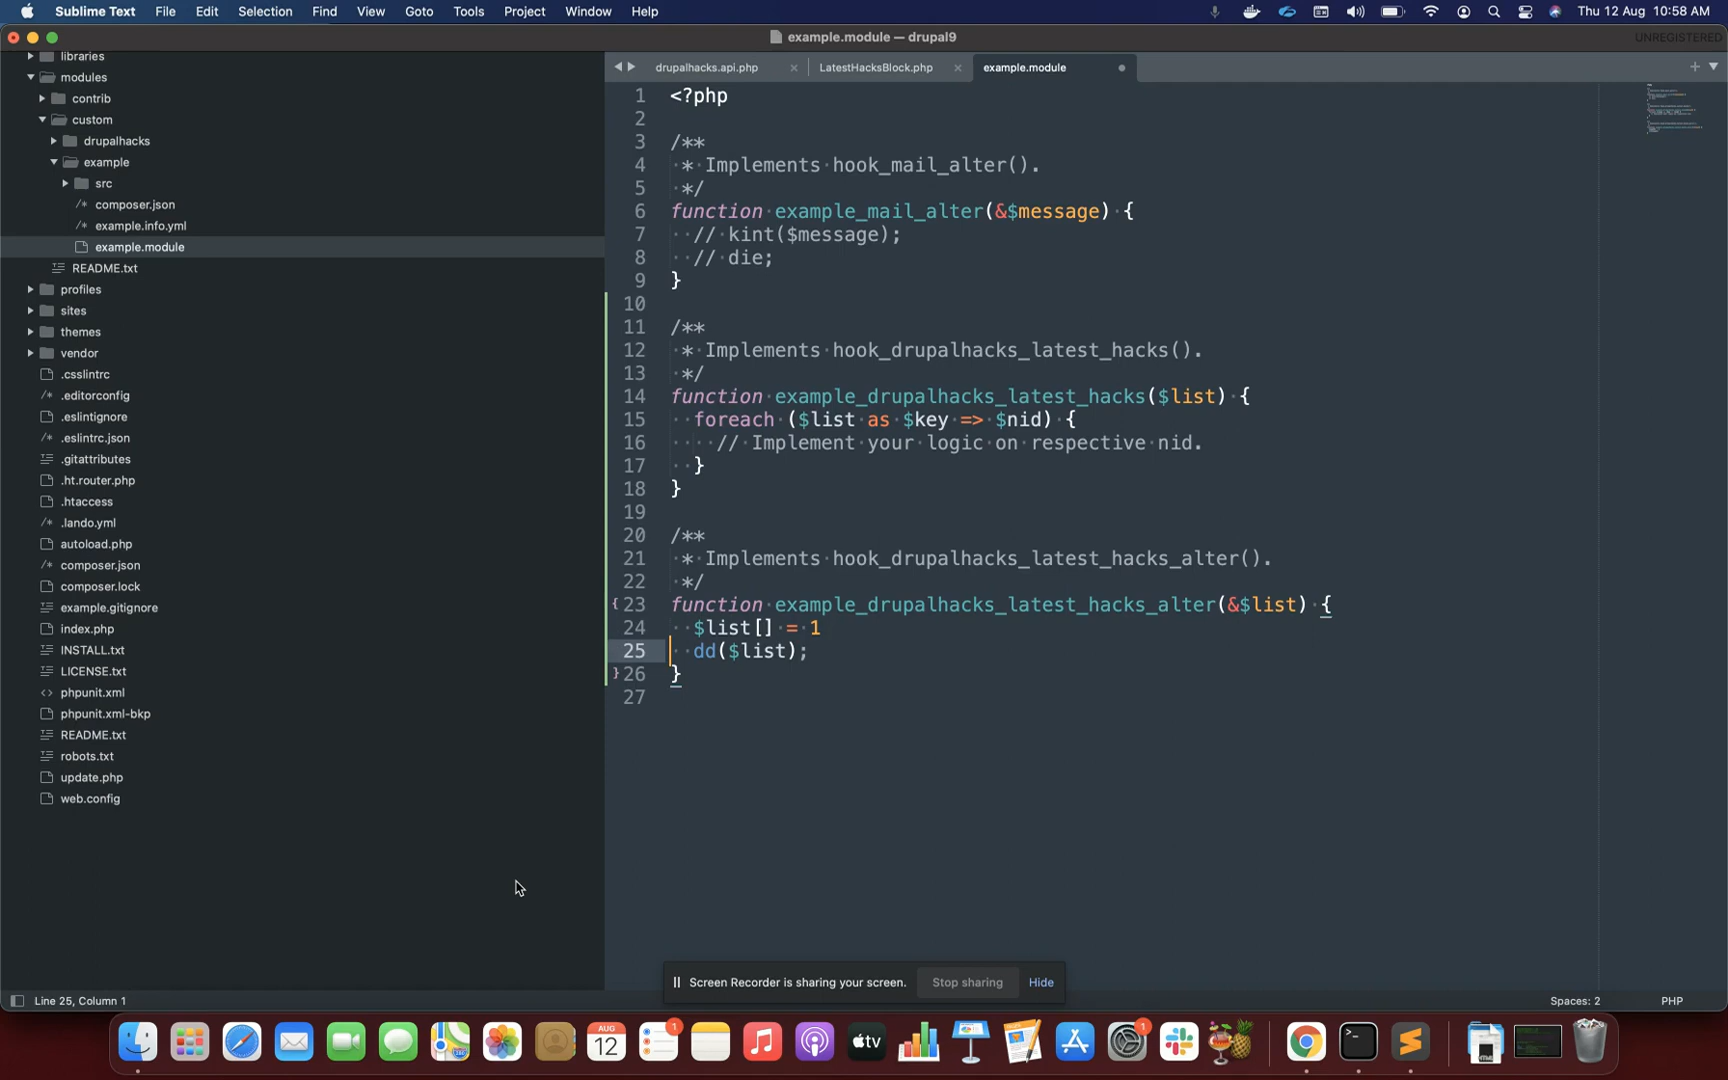 Sublime Text File Edit Selection Find View Goto Tools Project Window Help Thu 12 Aug 10:58 AM
example.module — drupal9 UNREGISTERED
libraries
modules
contrib
custom
drupalhacks
example
src
/* composer.json
/* example.info.yml
example.module
README.txt
profiles
sites
themes
vendor
.csslintrc
/* .editorconfig
.eslintignore
/* .eslintrc.json
.gitattributes
.ht.router.php
.htaccess
/* .lando.yml
autoload.php
/* composer.json
composer.lock
example.gitignore
index.php
INSTALL.txt
LICENSE.txt
<> phpunit.xml
phpunit.xml-bkp
README.txt
robots.txt
update.php
web.config
drupalhacks.api.php × LatestHacksBlock.php × example.module
1 <?php
2
3 /**
4  * Implements hook_mail_alter().
5  */
6 function example_mail_alter(&$message) {
7   // kint($message);
8   // die;
9 }
10
11 /**
12  * Implements hook_drupalhacks_latest_hacks().
13  */
14 function example_drupalhacks_latest_hacks($list) {
15   foreach ($list as $key => $nid) {
16     // Implement your logic on respective nid.
17   }
18 }
19
20 /**
21  * Implements hook_drupalhacks_latest_hacks_alter().
22  */
23 function example_drupalhacks_latest_hacks_alter(&$list) {
24   $list[] = 1
25   dd($list);
26 }
27
Screen Recorder is sharing your screen. Stop sharing Hide
Line 25, Column 1 Spaces: 2 PHP
AUG
12
1
tv
1